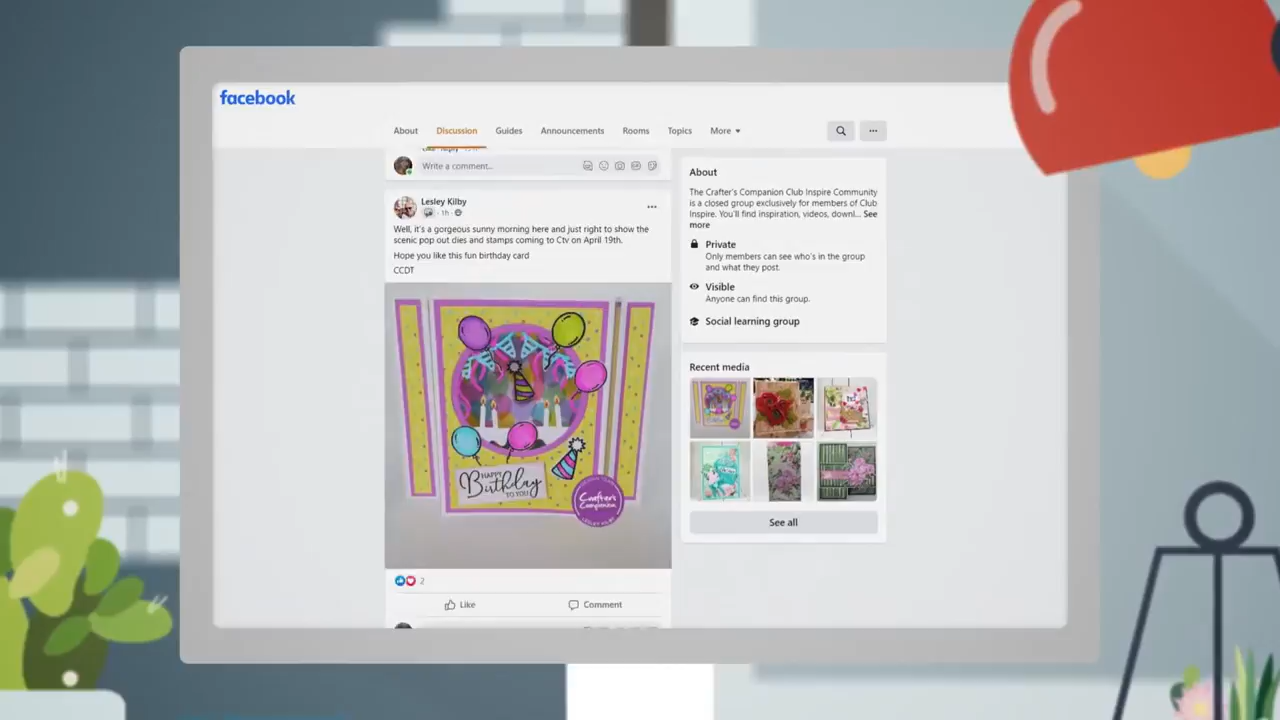 facebook
About
Discussion
Guides
Announcements
Rooms
Topics
More
Write a comment...
Lesley Kilby
1h
Well, it's a gorgeous sunny morning here and just right to show the
scenic pop out dies and stamps coming to Ctv on April 19th.
Hope you like this fun birthday card
CCDT
HAPPY
Birthday
TO YOU
Crafter's
Companion
LESLEY KILBY
2
Like
Comment
About
The Crafter's Companion Club Inspire Community
is a closed group exclusively for members of Club
Inspire. You'll find inspiration, videos, downl... See
more
Private
Only members can see who's in the group
and what they post.
Visible
Anyone can find this group.
Social learning group
Recent media
See all